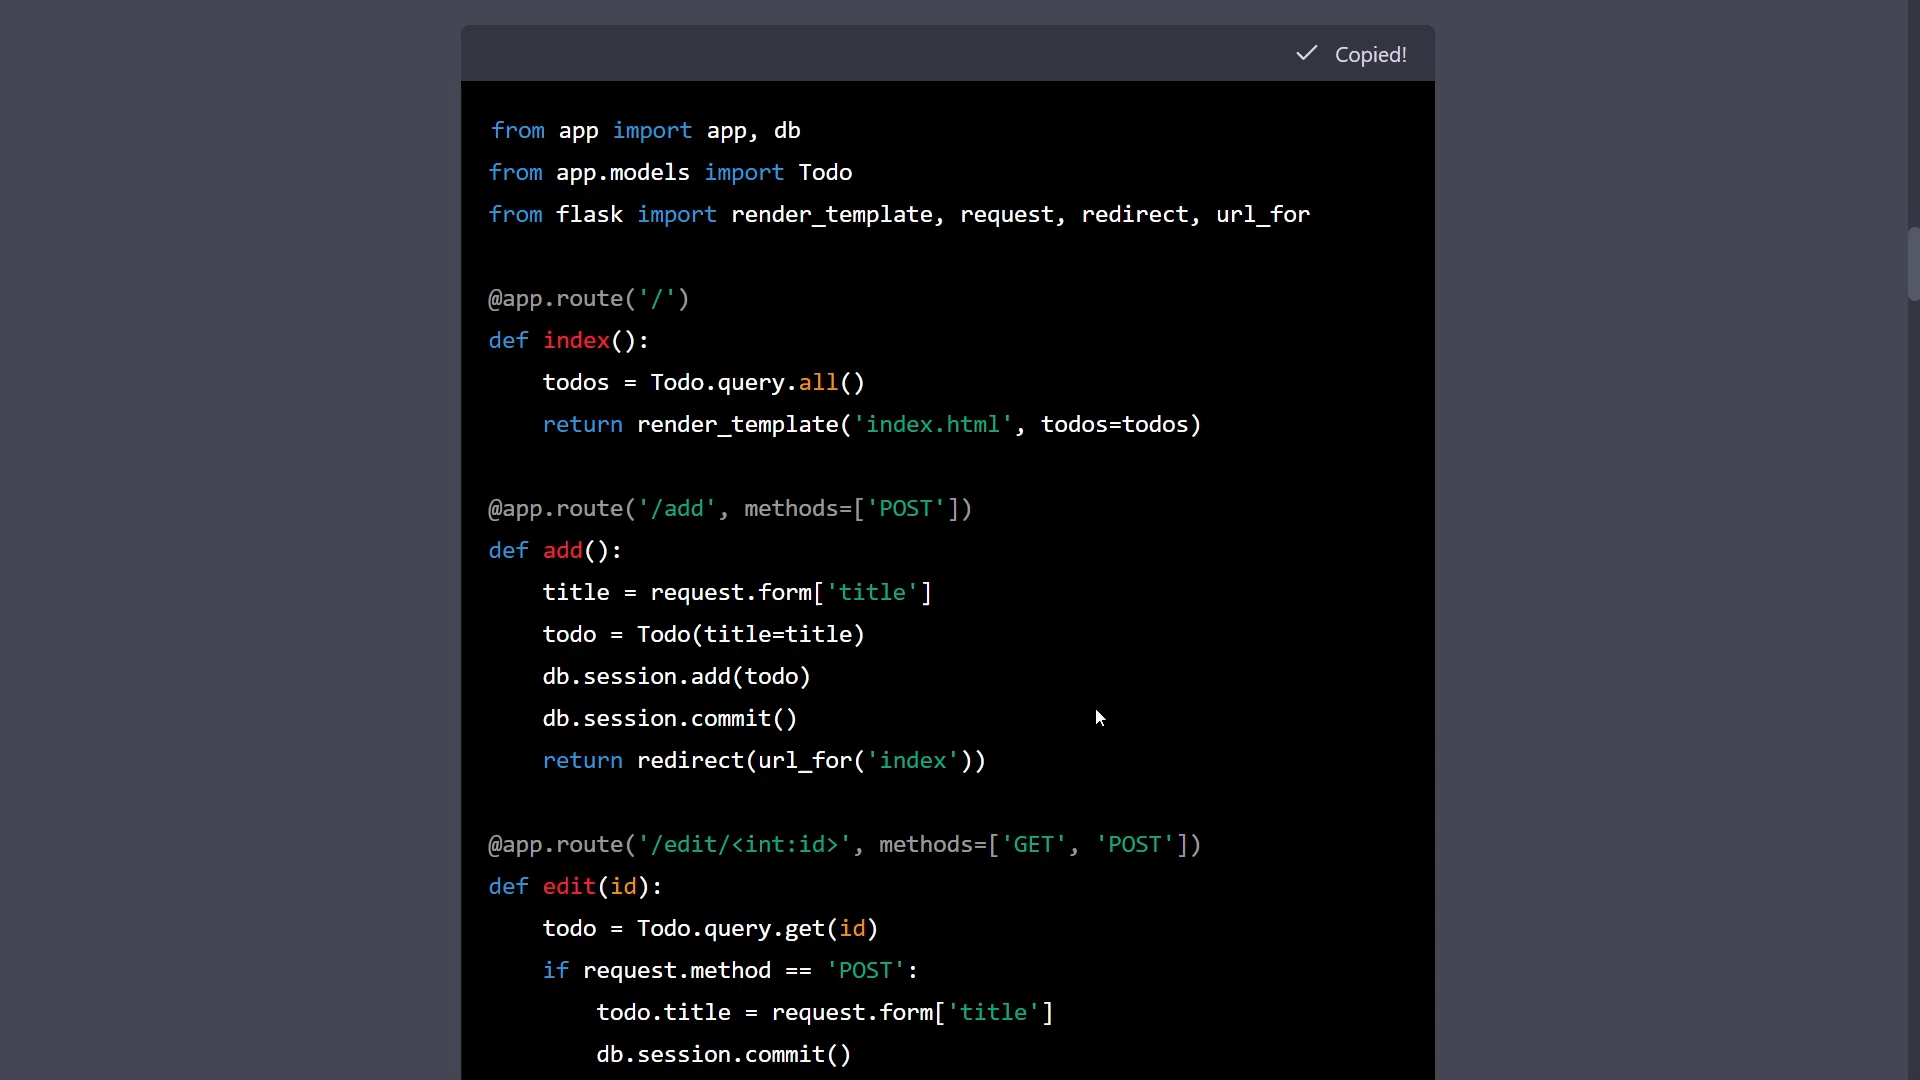 Copied!
from app import app, db
from app.models import Todo
from flask import render_template, request, redirect, url_for
@app.route('/')
def index():
    todos = Todo.query.all()
    return render_template('index.html', todos=todos)
@app.route('/add', methods=['POST'])
def add():
    title = request.form['title']
    todo = Todo(title=title)
    db.session.add(todo)
    db.session.commit()
    return redirect(url_for('index'))
@app.route('/edit/<int:id>', methods=['GET', 'POST'])
def edit(id):
    todo = Todo.query.get(id)
    if request.method == 'POST':
        todo.title = request.form['title']
        db.session.commit()